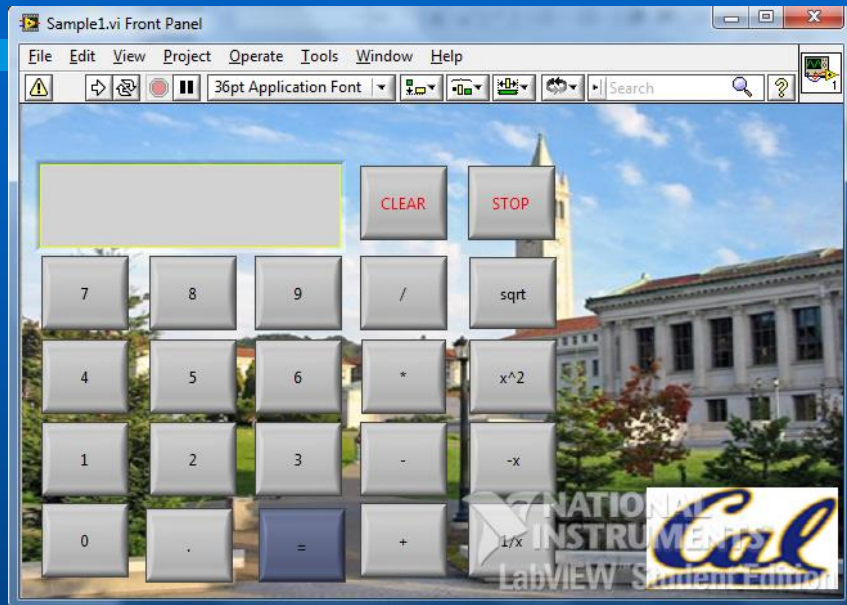 Sample1.vi Front Panel
File Edit View Project Operate Tools Window Help
36pt Application Font Search ?
1
CLEAR STOP
7 8 9 / sqrt
4 5 6 * x^2
1 2 3 - -x
0 . = + 1/x
NATIONAL
INSTRUMENTS
LabVIEW™ Student Edition
Cal